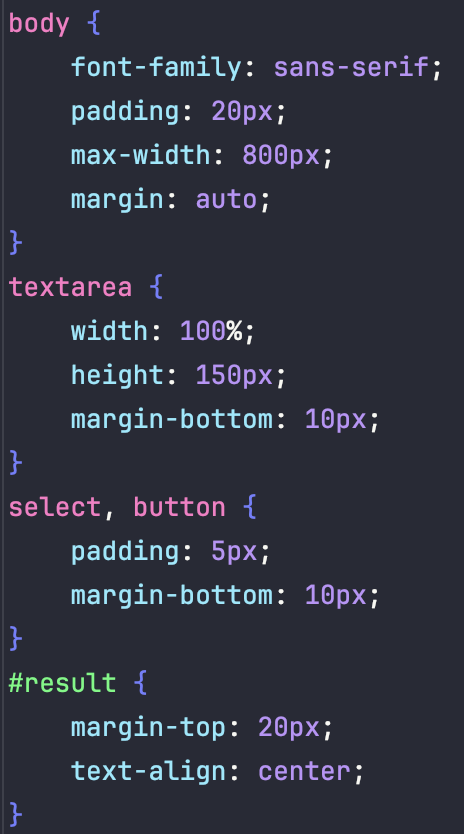 body {
    font-family: sans-serif;
    padding: 20px;
    max-width: 800px;
    margin: auto;
}
textarea {
    width: 100%;
    height: 150px;
    margin-bottom: 10px;
}
select, button {
    padding: 5px;
    margin-bottom: 10px;
}
#result {
    margin-top: 20px;
    text-align: center;
}